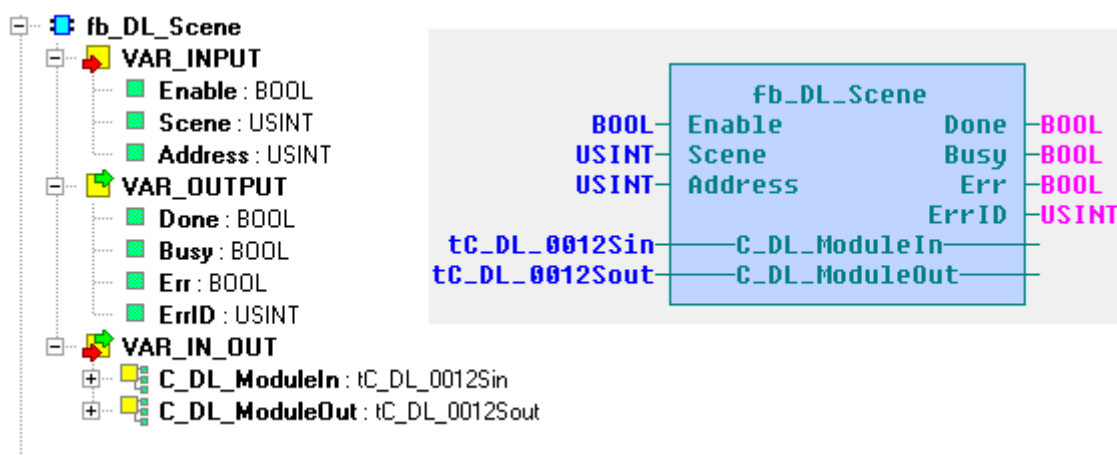 fb_DL_Scene
VAR_INPUT
Enable : BOOL
Scene : USINT
Address : USINT
VAR_OUTPUT
Done : BOOL
Busy : BOOL
Err : BOOL
ErrID : USINT
VAR_IN_OUT
C_DL_ModuleIn : tC_DL_0012Sin
C_DL_ModuleOut : tC_DL_0012Sout
fb_DL_Scene
BOOL Enable Done BOOL
USINT Scene Busy BOOL
USINT Address Err BOOL
ErrID USINT
tC_DL_0012Sin C_DL_ModuleIn
tC_DL_0012Sout C_DL_ModuleOut